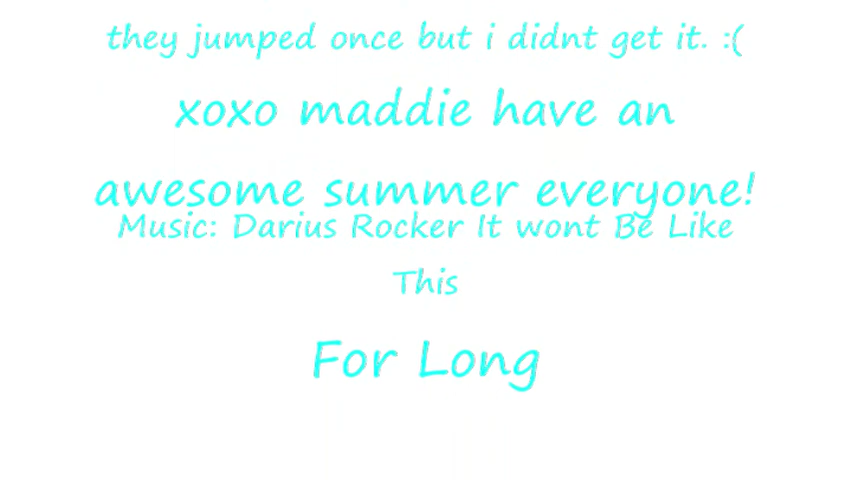 they jumped once but i didnt get it. :(
xoxo maddie have an
awesome summer everyone!
Music: Darius Rocker It wont Be Like
This
For Long